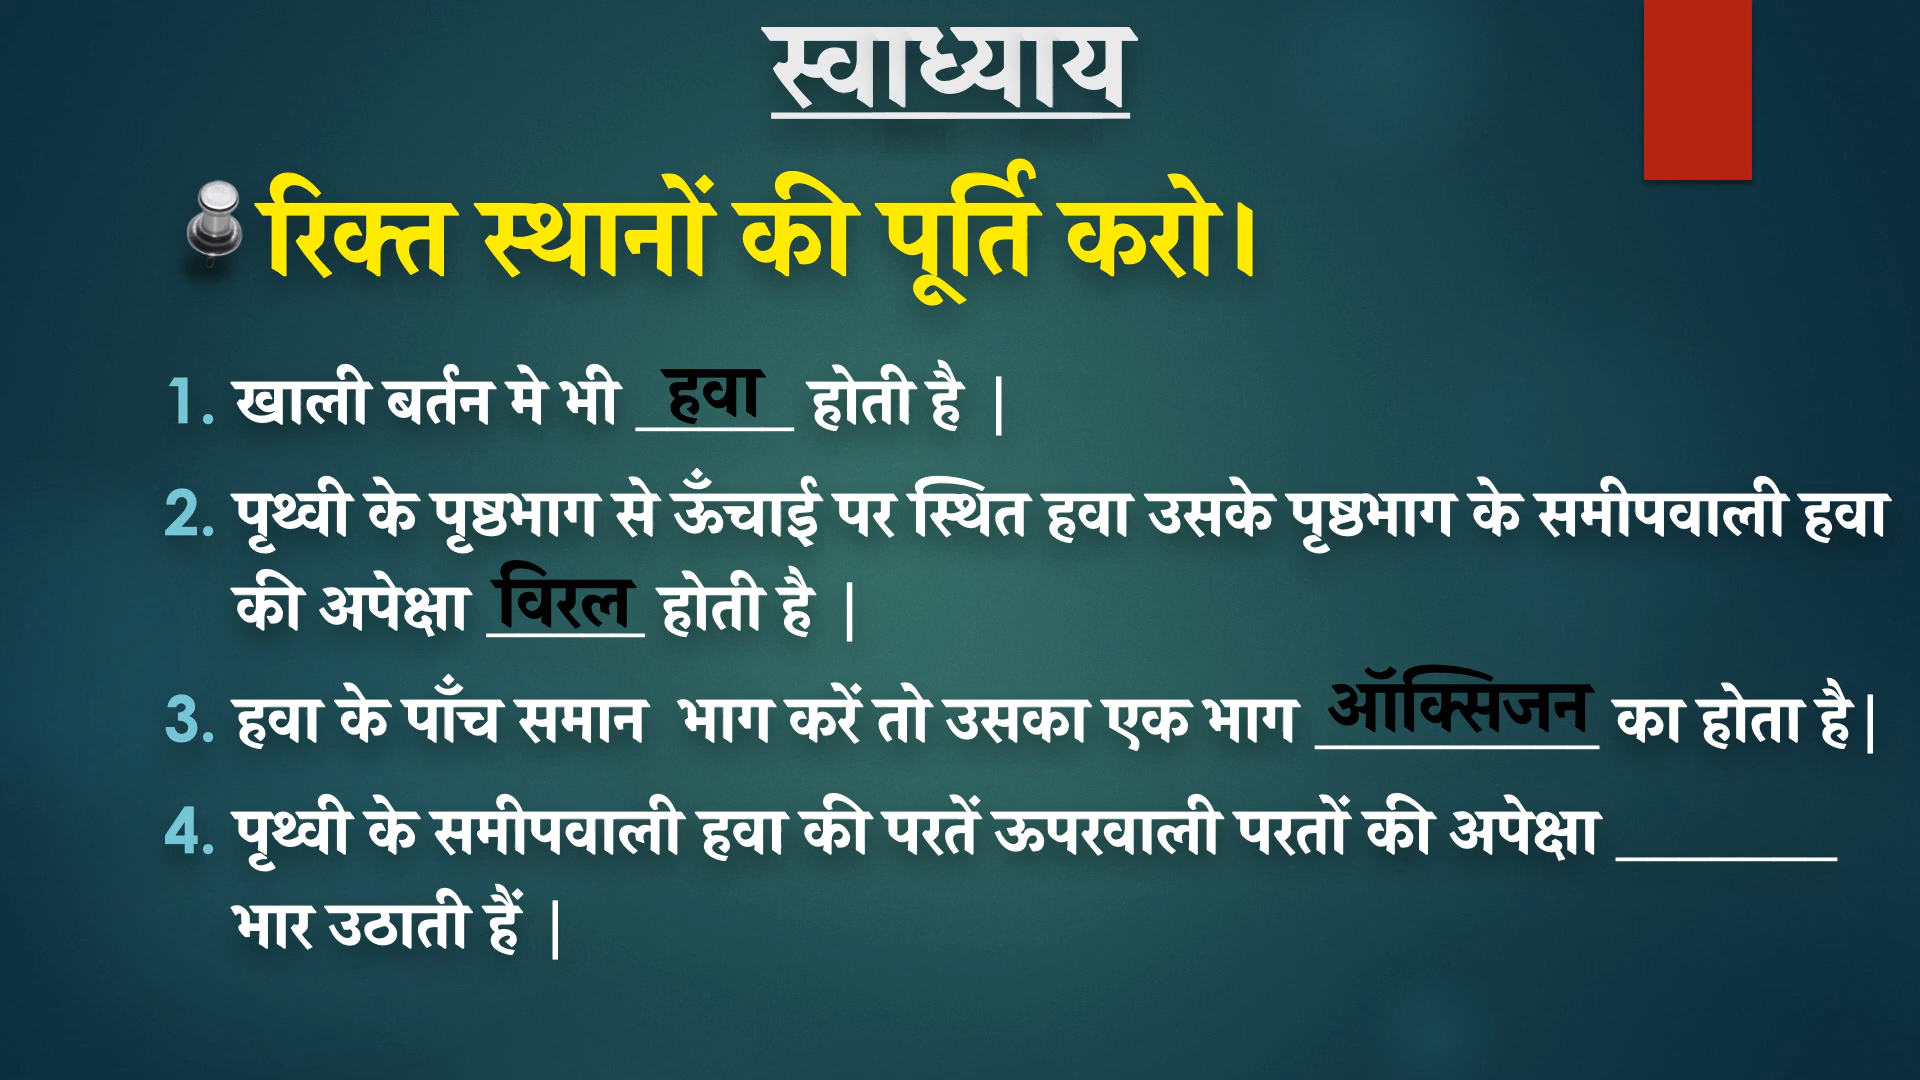 स्वाध्याय
रिक्त स्थानों की पूर्ति करो।
1. खाली बर्तन मे भी हवा होती है |
2. पृथ्वी के पृष्ठभाग से ऊँचाई पर स्थित हवा उसके पृष्ठभाग के समीपवाली हवा
की अपेक्षा विरल होती है |
3. हवा के पाँच समान भाग करें तो उसका एक भाग ऑक्सिजन का होता है|
4. पृथ्वी के समीपवाली हवा की परतें ऊपरवाली परतों की अपेक्षा _______
भार उठाती हैं |